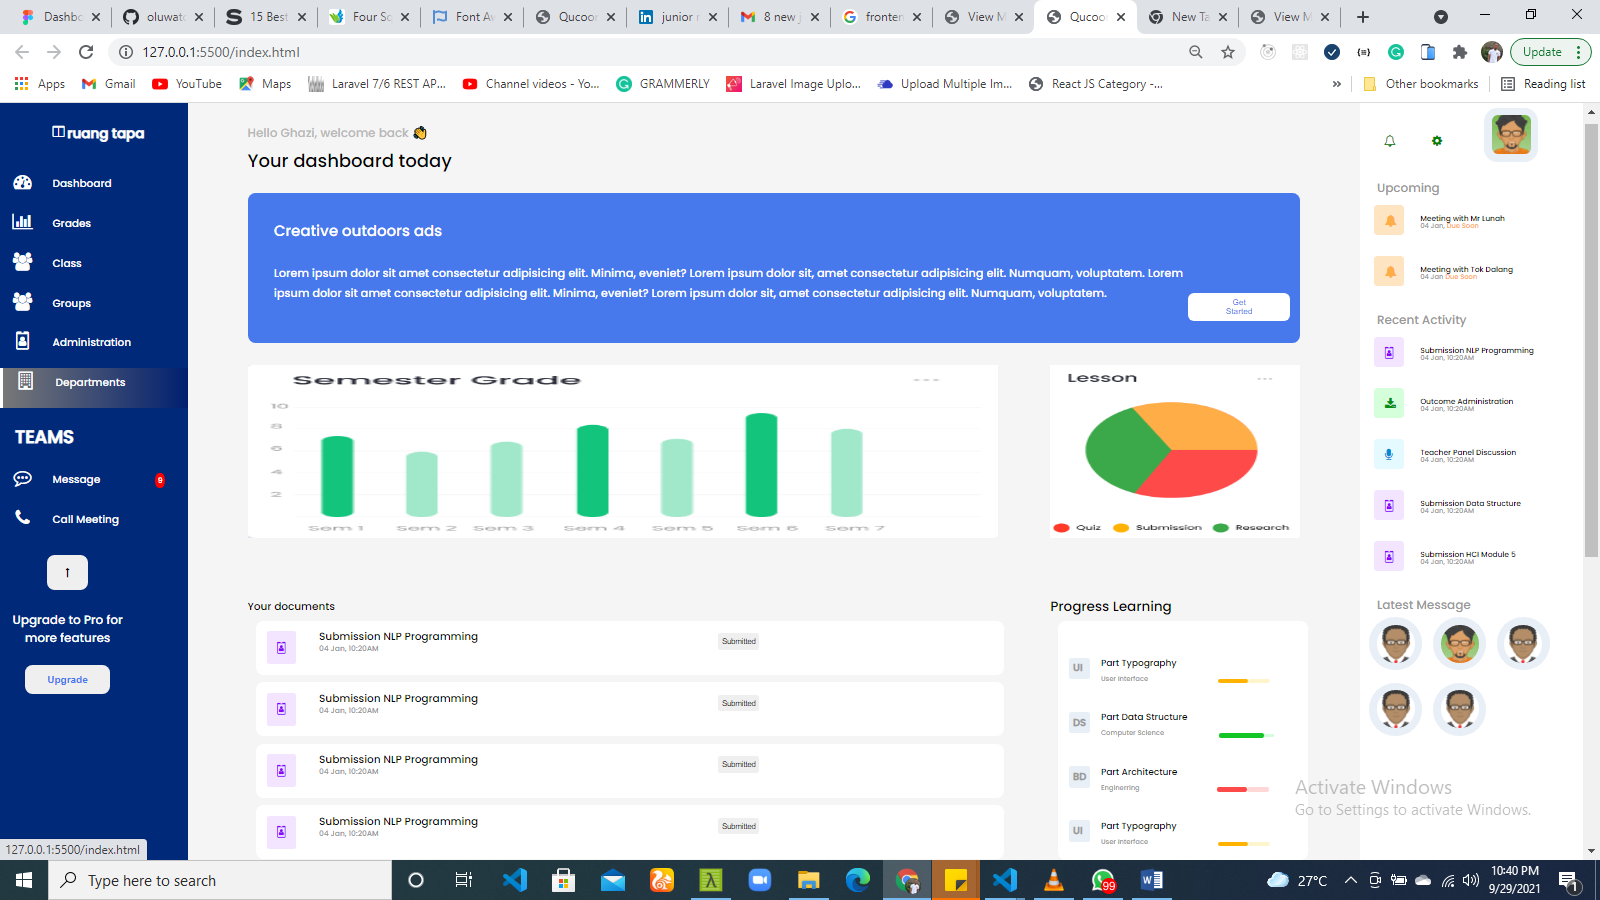 Dashbo
oluwato
15 Best
Four Sc
Font Aw
Qucoon
junior r
8 new j
fronten
View M
Qucoon
New Ta
View M
127.0.0.1:5500/index.html
Update
Apps
Gmail
YouTube
Maps
Laravel 7/6 REST AP...
Channel videos - Yo...
GRAMMERLY
Laravel Image Uplo...
Upload Multiple Im...
React JS Category -...
»
Other bookmarks
Reading list
ruang tapa
Dashboard
Grades
Class
Groups
Administration
Departments
TEAMS
Message 9
Call Meeting
↑
Upgrade to Pro for
more features
Upgrade
127.0.0.1:5500/index.html
Hello Ghazi, welcome back 👏
Your dashboard today
Creative outdoors ads
Lorem ipsum dolor sit amet consectetur adipisicing elit. Minima, eveniet? Lorem ipsum dolor sit, amet consectetur adipisicing elit. Numquam, voluptatem. Lorem
ipsum dolor sit amet consectetur adipisicing elit. Minima, eveniet? Lorem ipsum dolor sit, amet consectetur adipisicing elit. Numquam, voluptatem.
Get
Started
Semester Grade ...
10
8
6
4
2
Sem 1 Sem 2 Sem 3 Sem 4 Sem 5 Sem 6 Sem 7
Lesson ...
Quiz Submission Research
Your documents
Submission NLP Programming
04 Jan, 10:20AM
Submitted
Submission NLP Programming
04 Jan, 10:20AM
Submitted
Submission NLP Programming
04 Jan, 10:20AM
Submitted
Submission NLP Programming
04 Jan, 10:20AM
Submitted
Progress Learning
UI
Part Typography
User Interface
DS
Part Data Structure
Computer Science
BD
Part Architecture
Enginerring
UI
Part Typography
User Interface
Upcoming
Meeting with Mr Lunah
04 Jan, Due Soon
Meeting with Tok Dalang
04 Jan Due Soon
Recent Activity
Submission NLP Programming
04 Jan, 10:20AM
Outcome Administration
04 Jan, 10:20AM
Teacher Panel Discussion
04 Jan, 10:20AM
Submission Data Structure
04 Jan, 10:20AM
Submission HCI Module 5
04 Jan, 10:20AM
Latest Message
Activate Windows
Go to Settings to activate Windows.
Type here to search
99
27°C
10:40 PM
9/29/2021
1